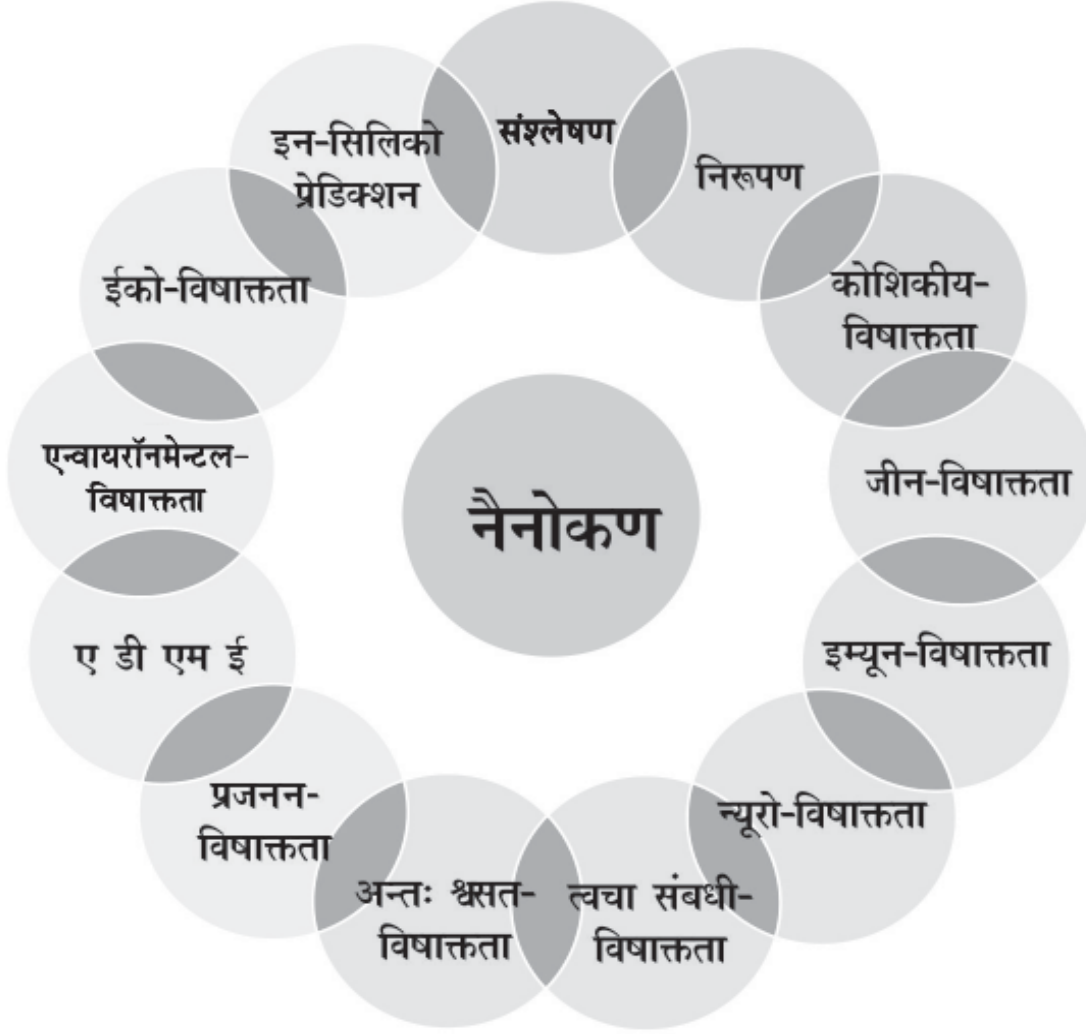 संश्लेषण
निरूपण
कोशिकीय-
विषाक्तता
जीन-विषाक्तता
इम्यून-विषाक्तता
न्यूरो-विषाक्तता
त्वचा संबधी-
विषाक्तता
अन्तः श्वसत-
विषाक्तता
प्रजनन-
विषाक्तता
ए डी एम ई
एन्वायरॉनमेन्टल-
विषाक्तता
ईको-विषाक्तता
इन-सिलिको
प्रेडिक्शन
नैनोकण